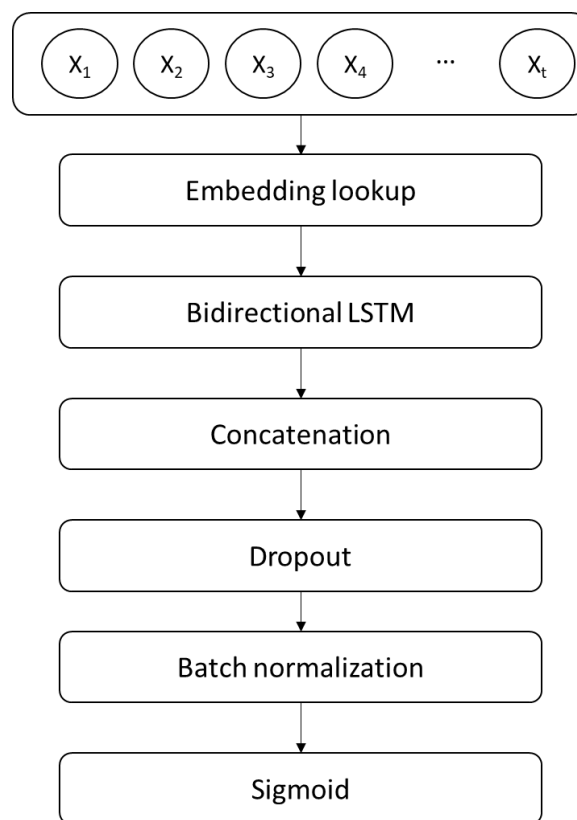 X₁ X₂ X₃ X₄ ... Xₜ
Embedding lookup
Bidirectional LSTM
Concatenation
Dropout
Batch normalization
Sigmoid